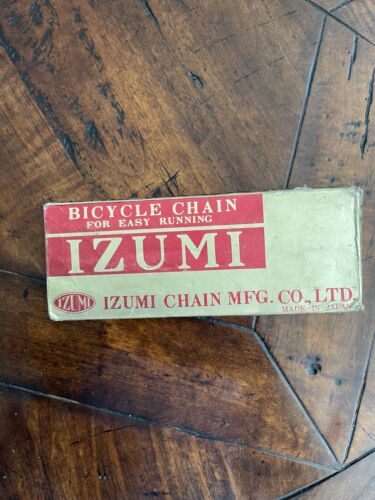 BICYCLE CHAIN
FOR EASY RUNNING
IZUMI
IZUMI IZUMI CHAIN MFG. CO., LTD.
MADE IN JAPAN